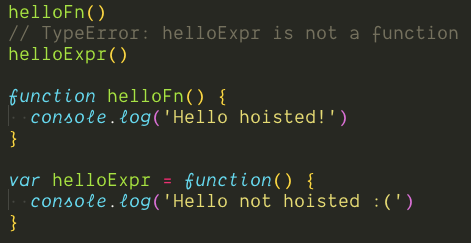 helloFn()
// TypeError: helloExpr is not a function
helloExpr()
function helloFn() {
console.log('Hello hoisted!')
}
var helloExpr = function() {
console.log('Hello not hoisted :(')
}